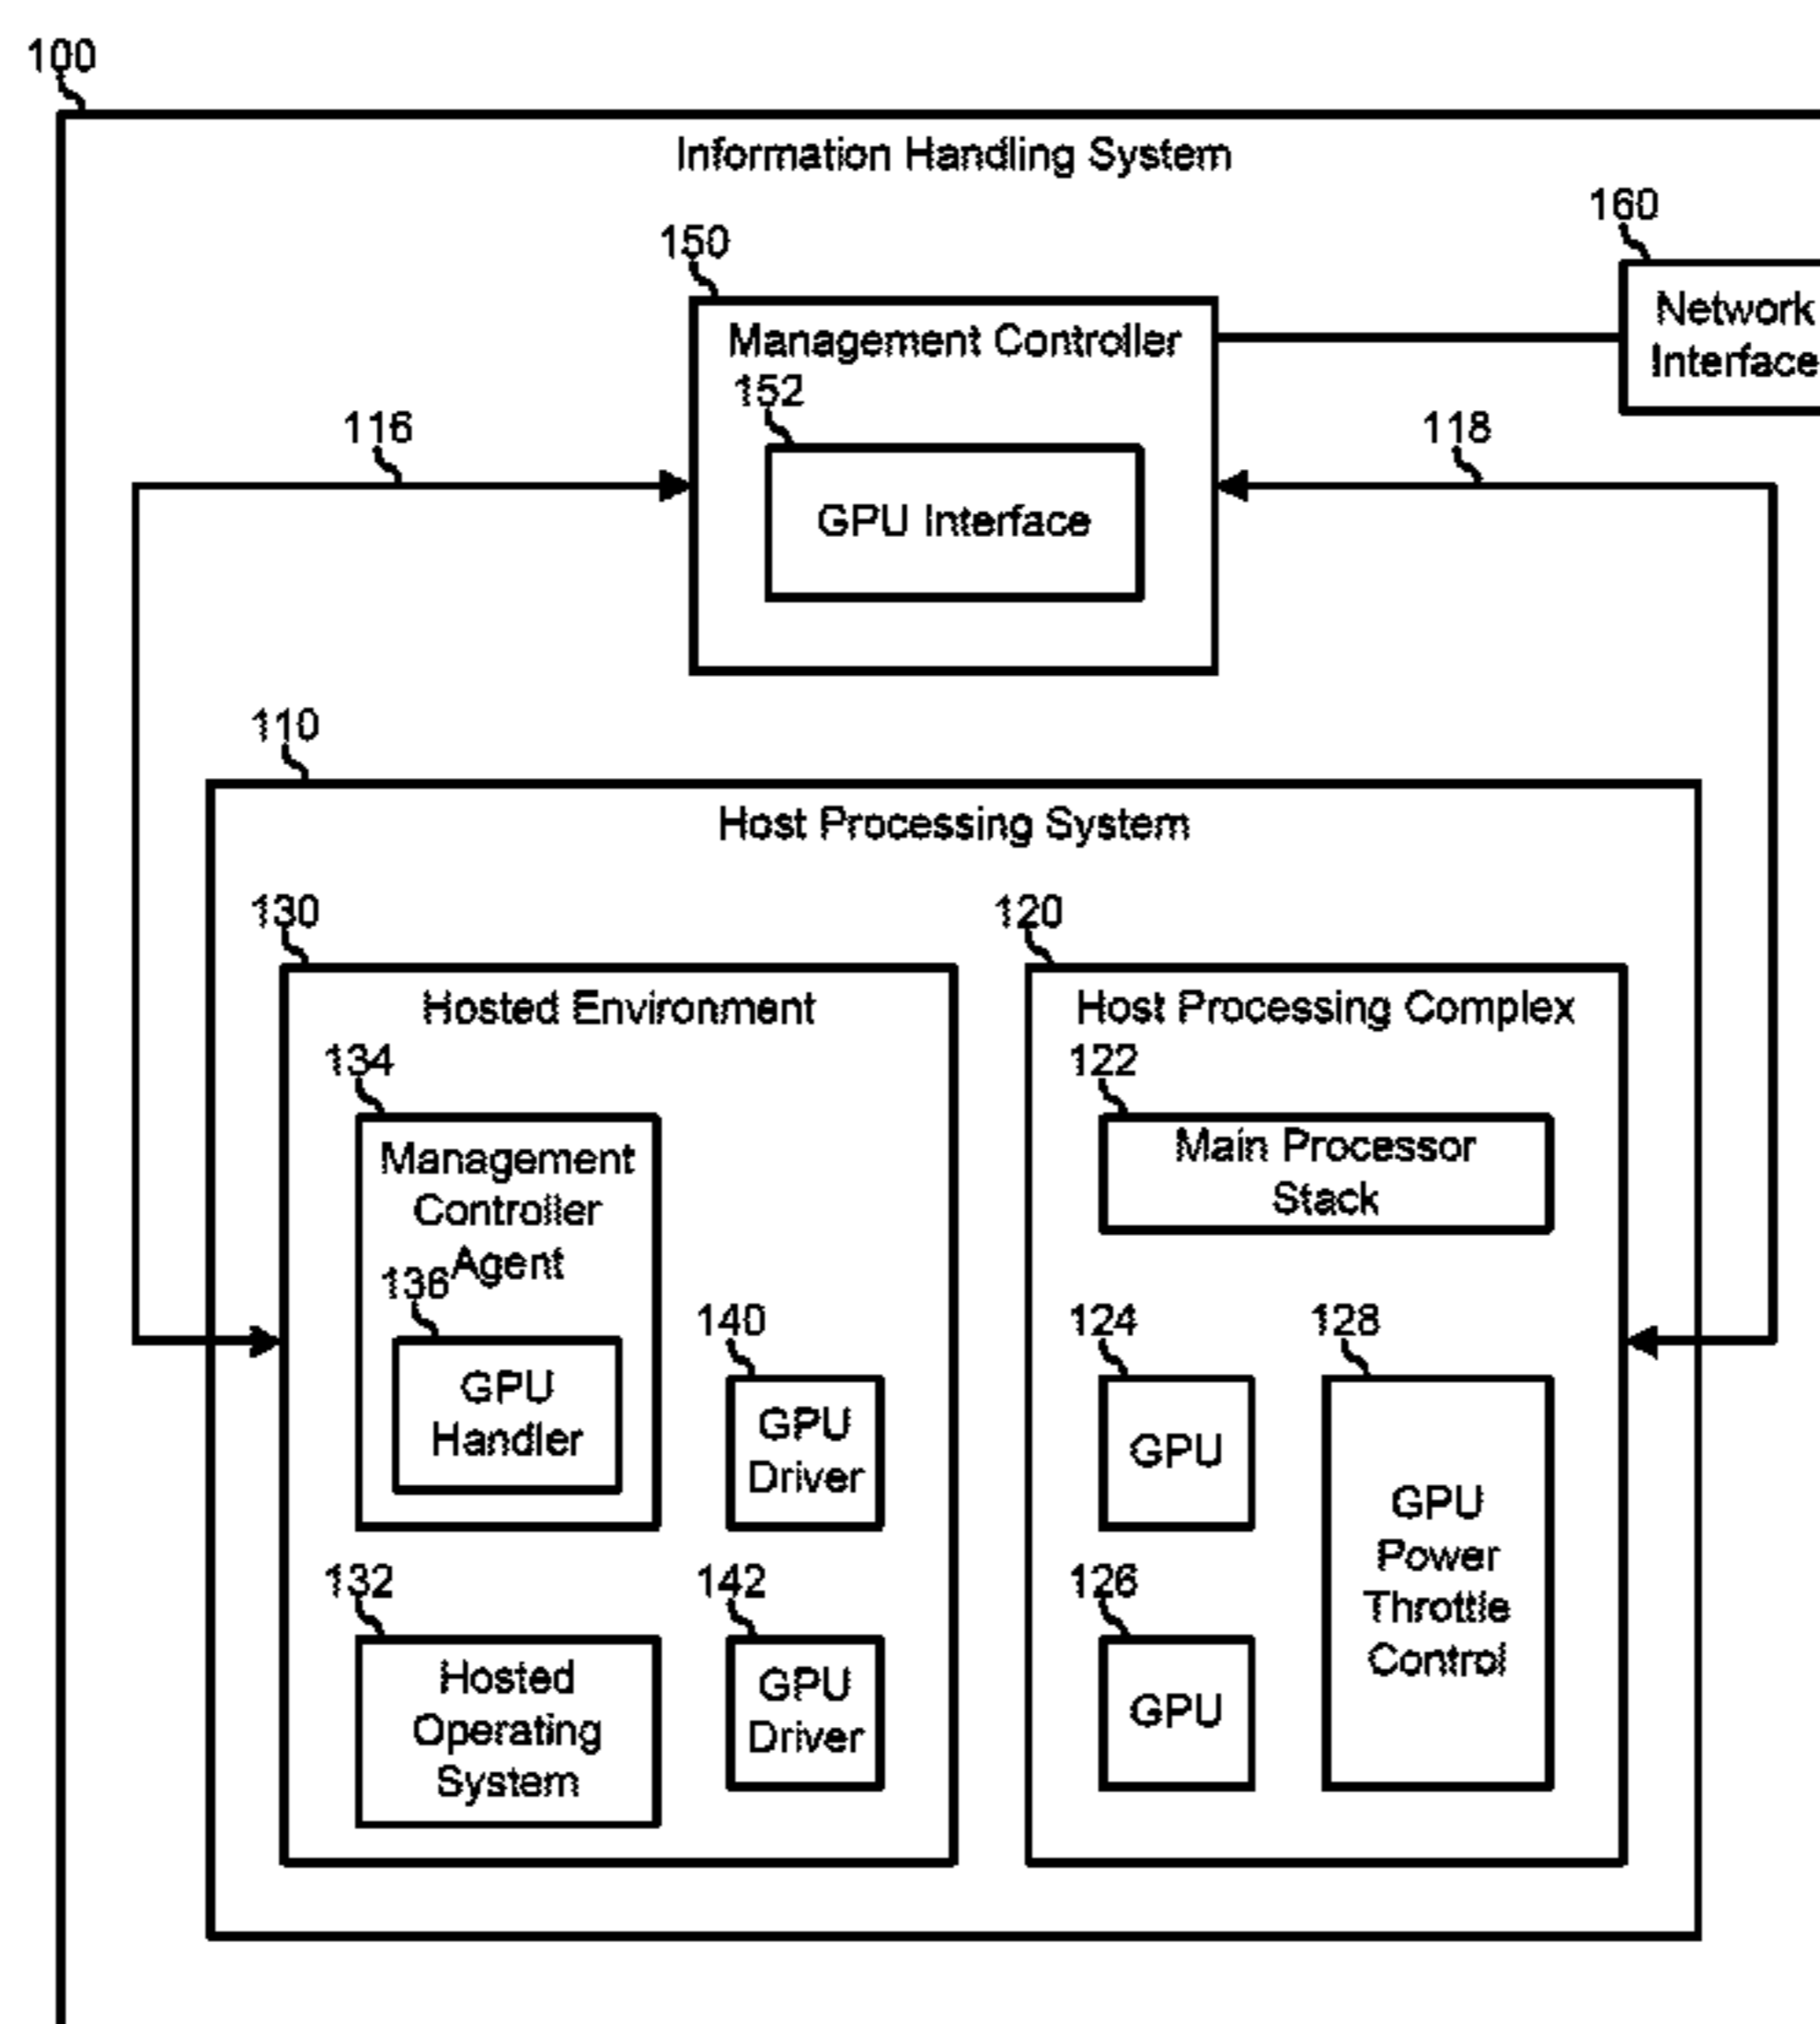 100
Information Handling System
160
150
Network
Interface
Management Controller
152
116
118
GPU Interface
110
Host Processing System
130
120
Hosted Environment
Host Processing Complex
134
122
Management
Controller
Agent
Main Processor
Stack
136
140
124
128
GPU
Handler
GPU
Driver
GPU
GPU
Power
Throttle
Control
132
142
126
Hosted
Operating
System
GPU
Driver
GPU